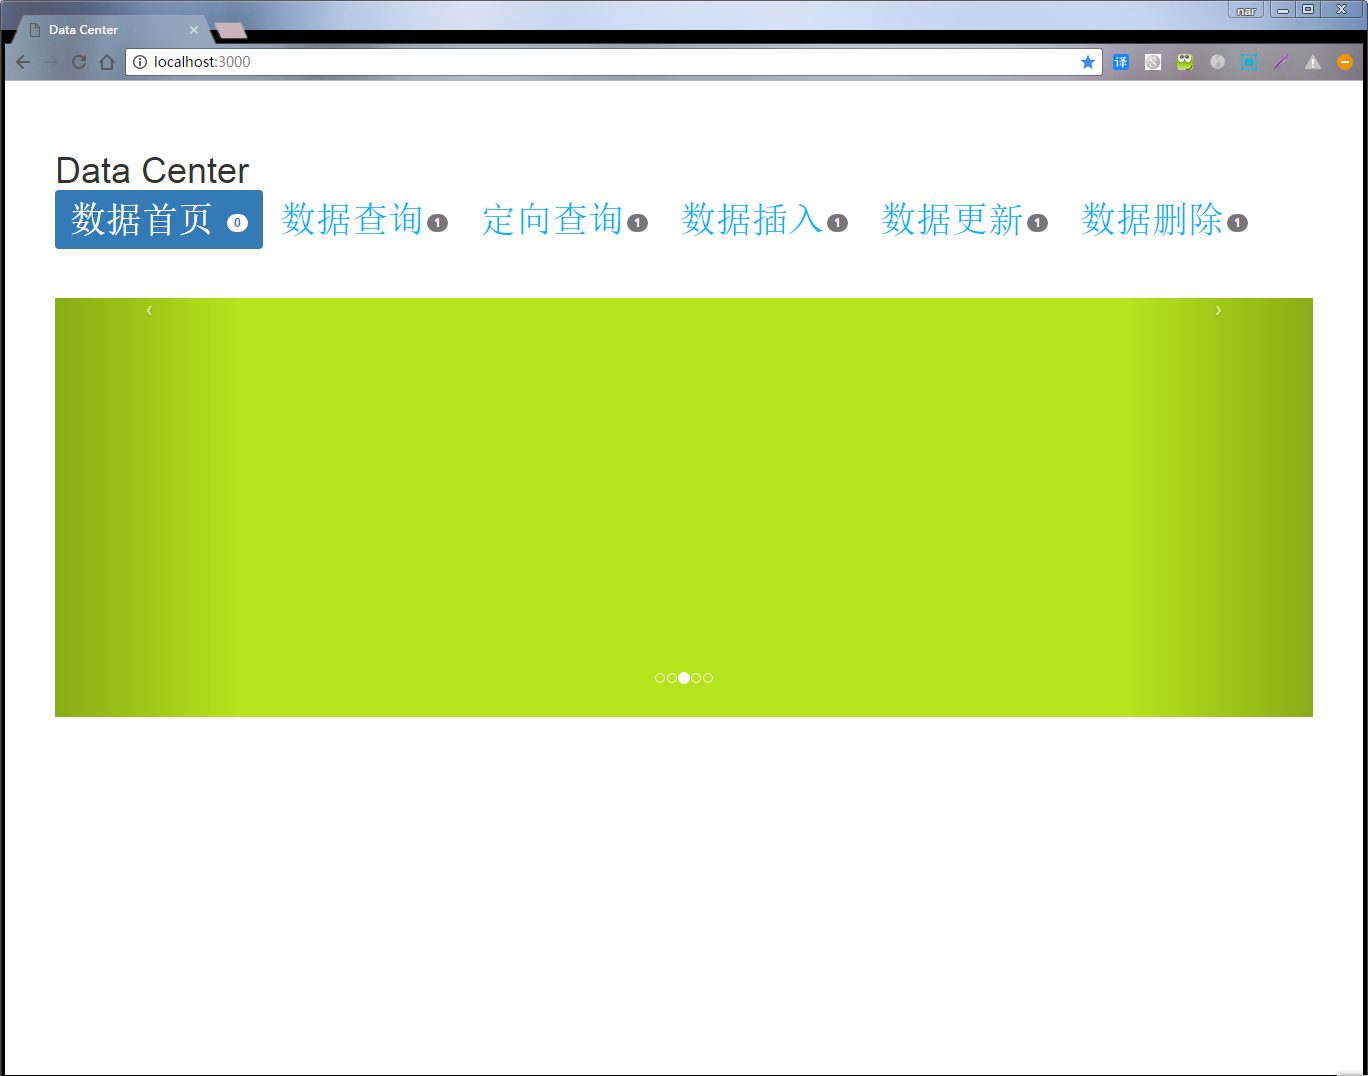 nar
Data Center
localhost:3000
译
Data Center
数据首页 0 数据查询 1 定向查询 1 数据插入 1 数据更新 1 数据删除 1
‹ ›